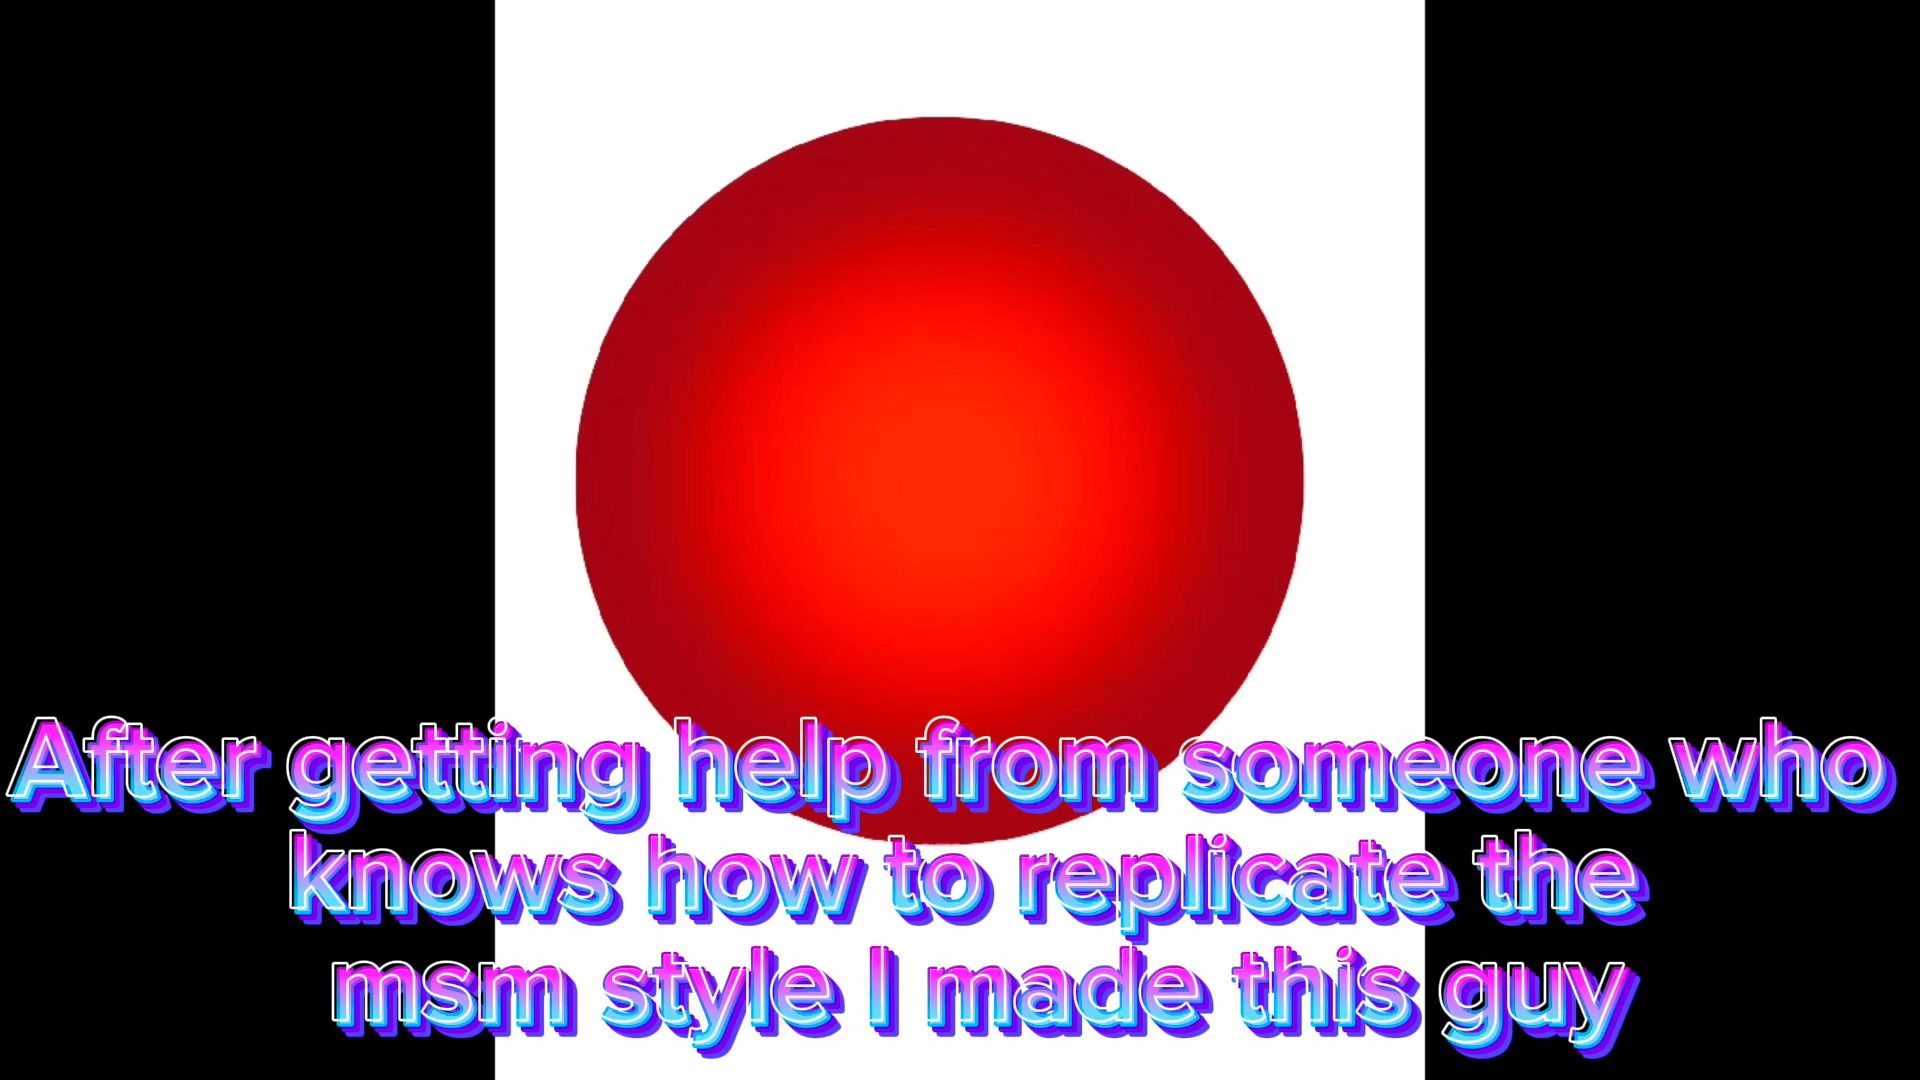 After getting help from someone who
knows how to replicate the
msm style I made this guy